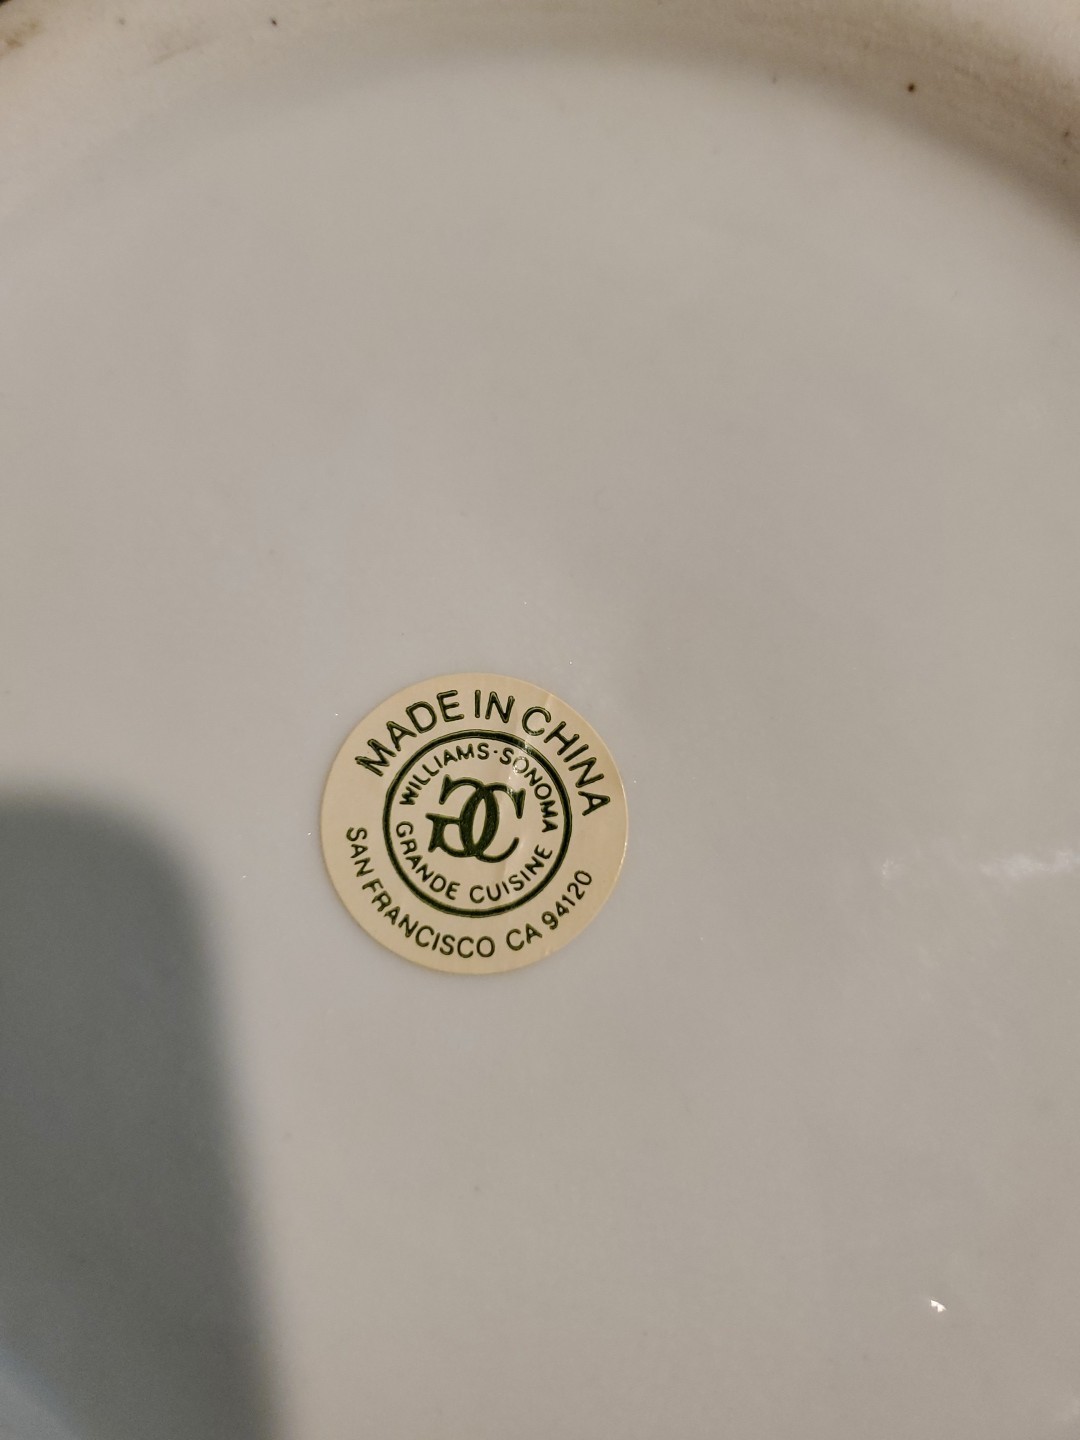 MADE IN CHINA
WILLIAMS-SONOMA
GC
GRANDE CUISINE
SAN FRANCISCO CA 94120